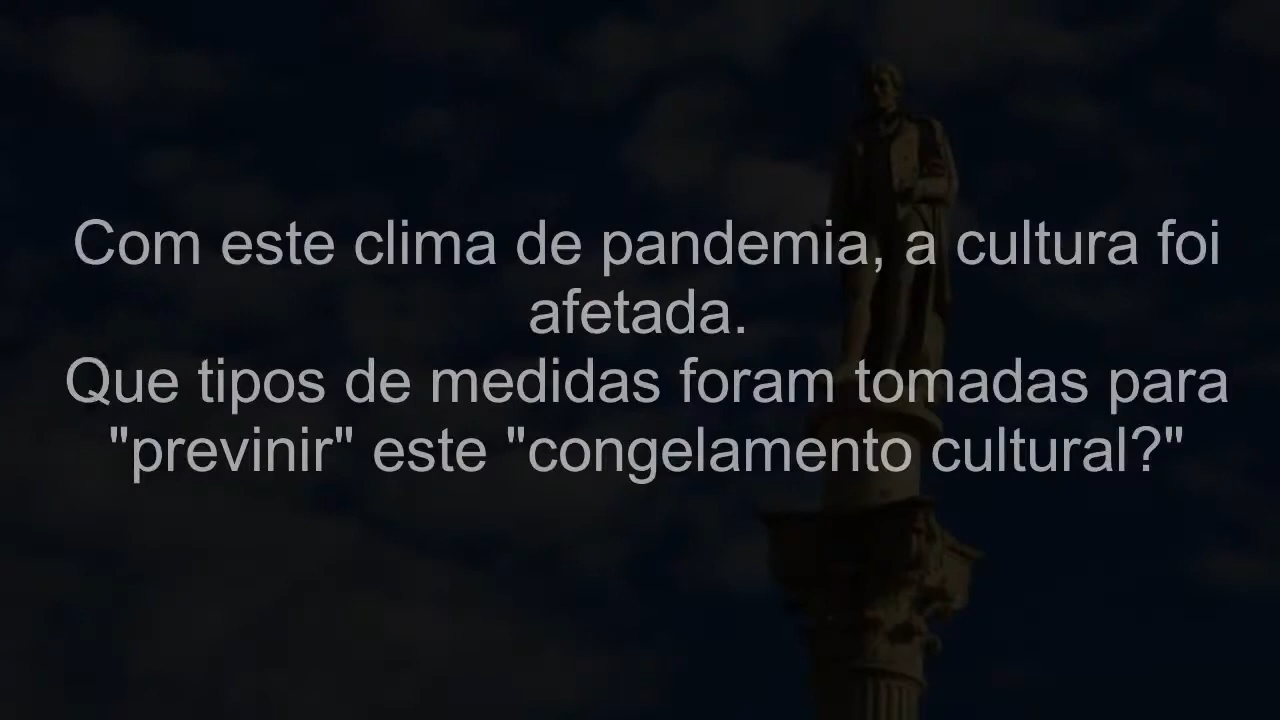 Com este clima de pandemia, a cultura foi
afetada.
Que tipos de medidas foram tomadas para
"previnir" este "congelamento cultural?"